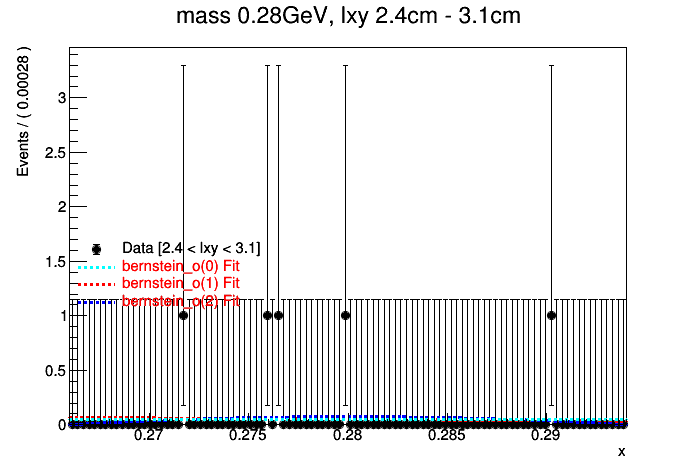 mass 0.28GeV, lxy 2.4cm - 3.1cm
Events / ( 0.00028 )
3
2.5
2
1.5
1
0.5
0
Data [2.4 < lxy < 3.1]
bernstein_o(0) Fit
bernstein_o(1) Fit
bernstein_o(2) Fit
0.27 0.275 0.28 0.285 0.29
x